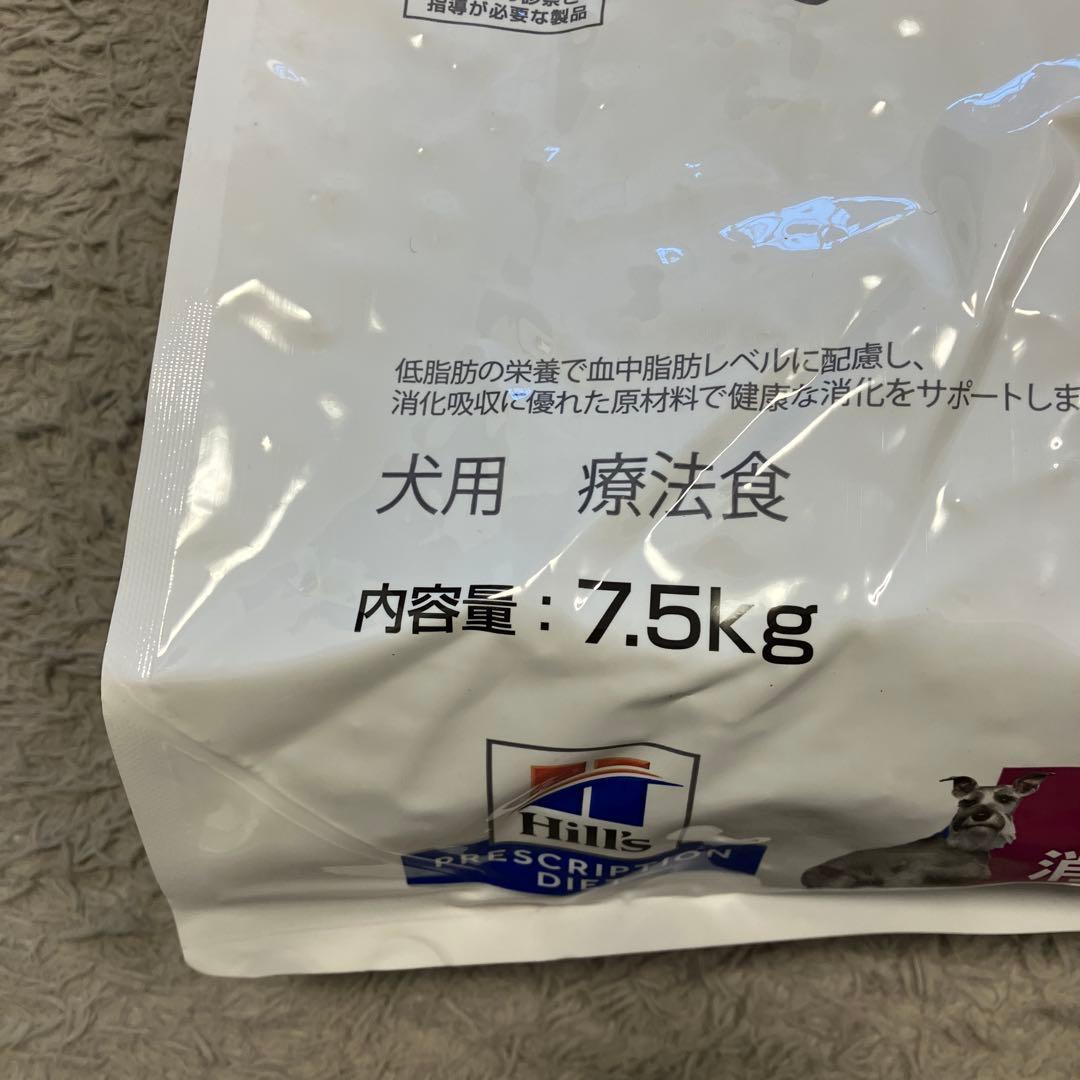 指導が必要な製品
低脂肪の栄養で血中脂肪レベルに配慮し、
消化吸収に優れた原材料で健康な消化をサポートしま
犬用　療法食
内容量：7.5kg
Hill's
PRESCRIPTION
DIET
消